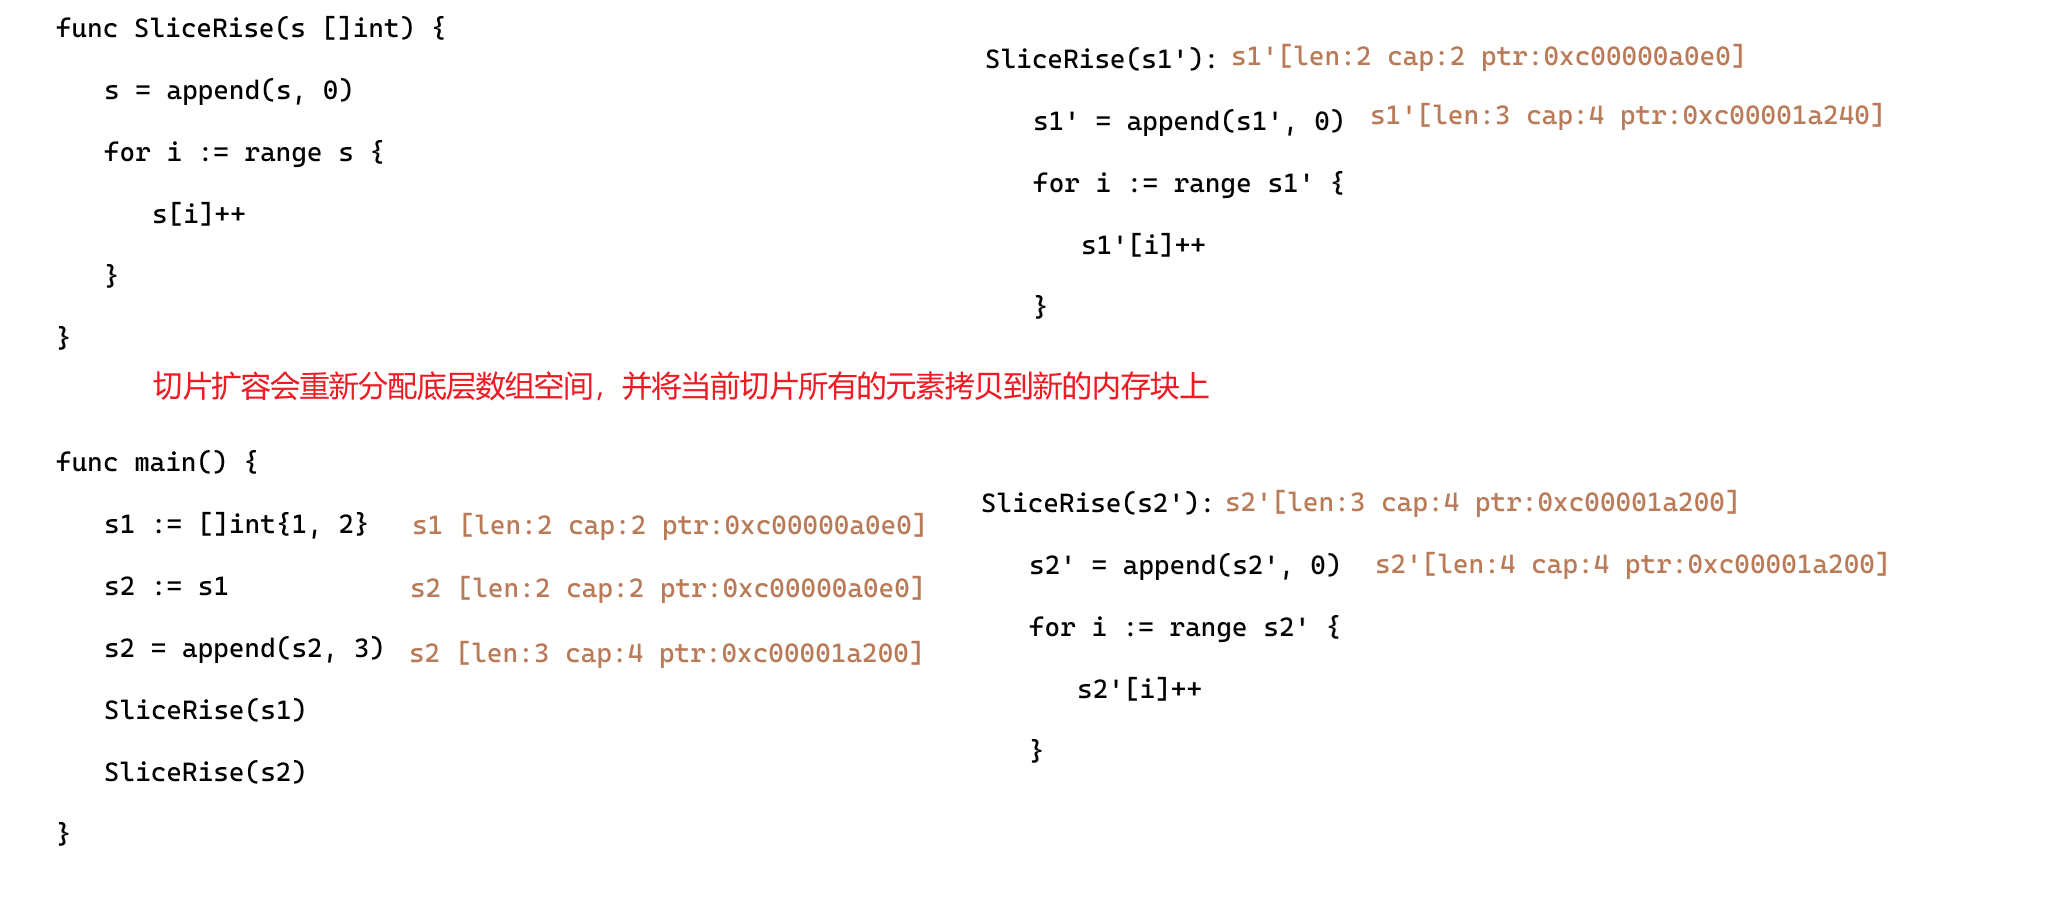 func SliceRise(s []int) {
s = append(s, 0)
for i := range s {
s[i]++
}
}
SliceRise(s1'): s1'[len:2 cap:2 ptr:0xc00000a0e0]
s1' = append(s1', 0) s1'[len:3 cap:4 ptr:0xc00001a240]
for i := range s1' {
s1'[i]++
}
切片扩容会重新分配底层数组空间，并将当前切片所有的元素拷贝到新的内存块上
func main() {
s1 := []int{1, 2} s1 [len:2 cap:2 ptr:0xc00000a0e0]
s2 := s1 s2 [len:2 cap:2 ptr:0xc00000a0e0]
s2 = append(s2, 3) s2 [len:3 cap:4 ptr:0xc00001a200]
SliceRise(s1)
SliceRise(s2)
}
SliceRise(s2'): s2'[len:3 cap:4 ptr:0xc00001a200]
s2' = append(s2', 0) s2'[len:4 cap:4 ptr:0xc00001a200]
for i := range s2' {
s2'[i]++
}